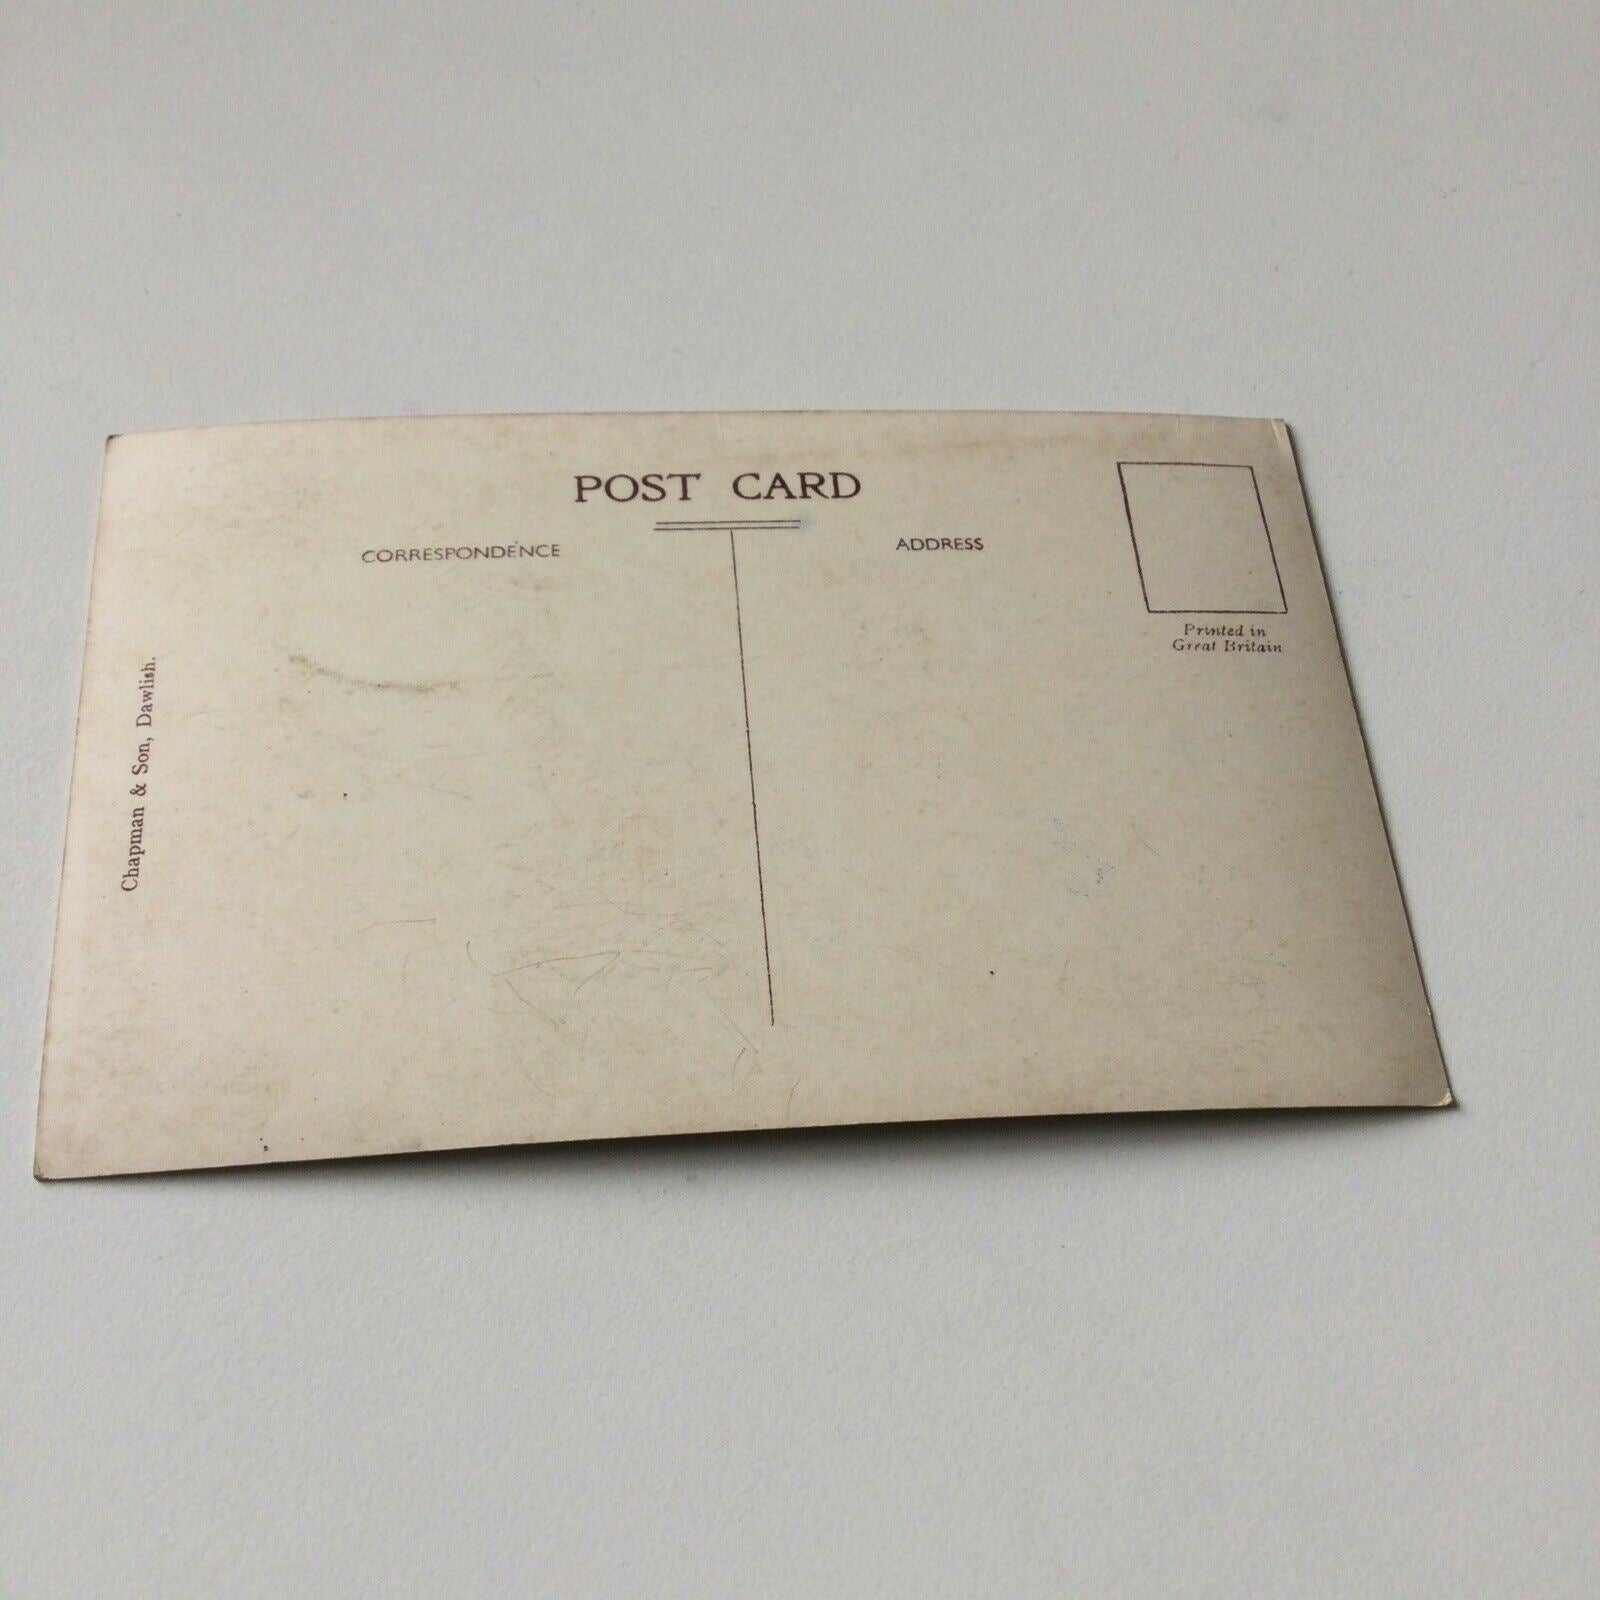 POST CARD
CORRESPONDENCE
ADDRESS
Printed in
Great Britain
Chapman & Son, Dawlish.